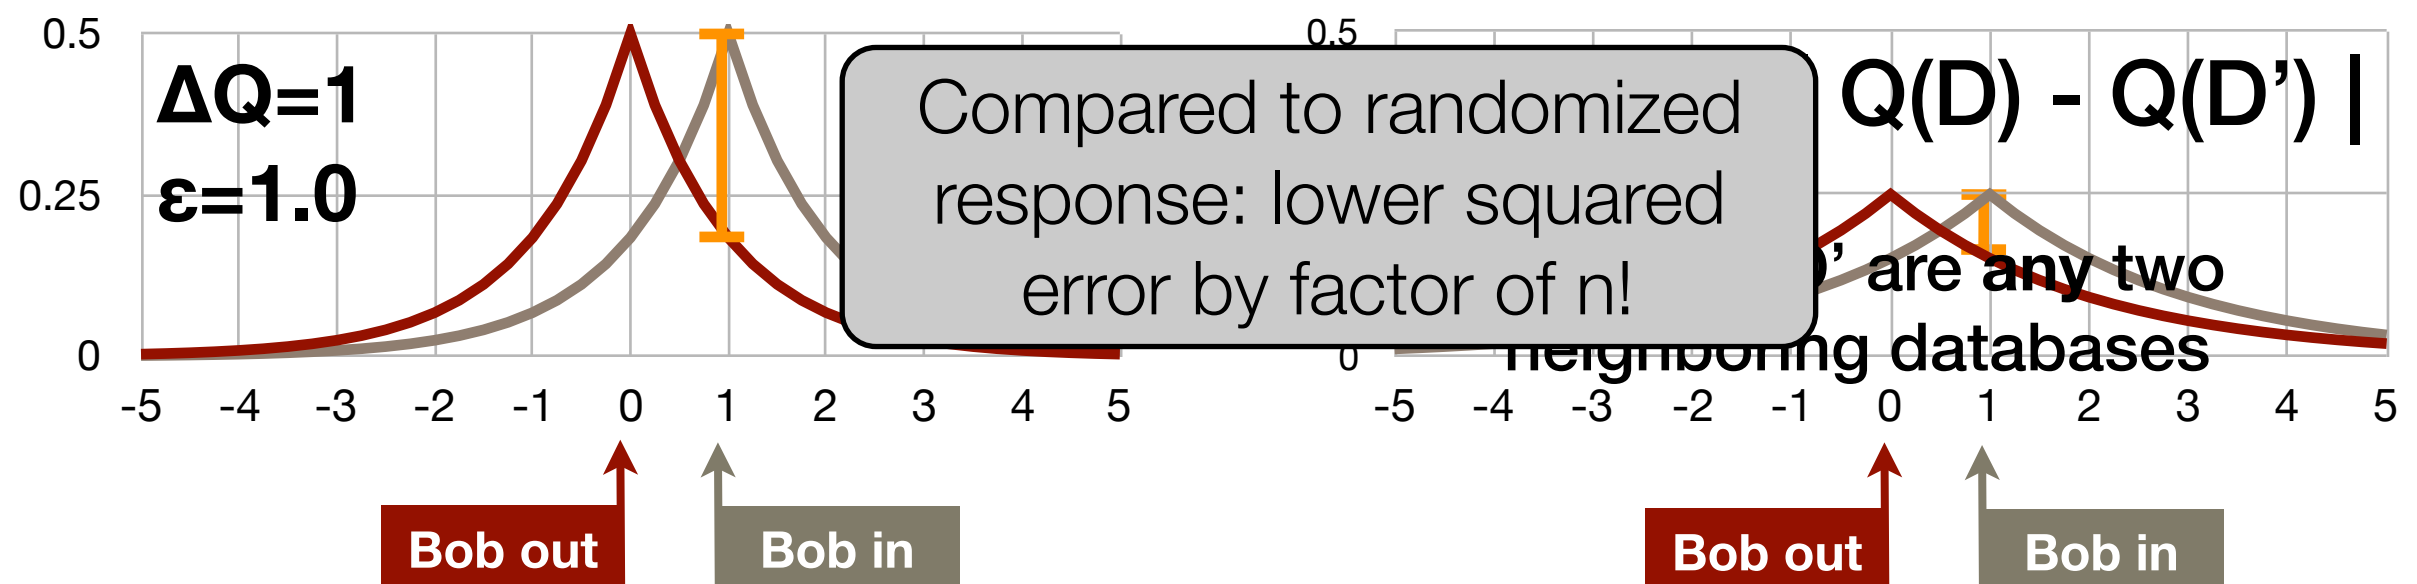 0.5
0.25
0
ΔQ=1
ε=1.0
-5 -4 -3 -2 -1 0 1 2 3 4 5
Bob out
Bob in
Compared to randomized
response: lower squared
error by factor of n!
0.5
Q(D) - Q(D’) |
’ are any two
neighboring databases
0
-5 -4 -3 -2 -1 0 1 2 3 4 5
Bob out
Bob in